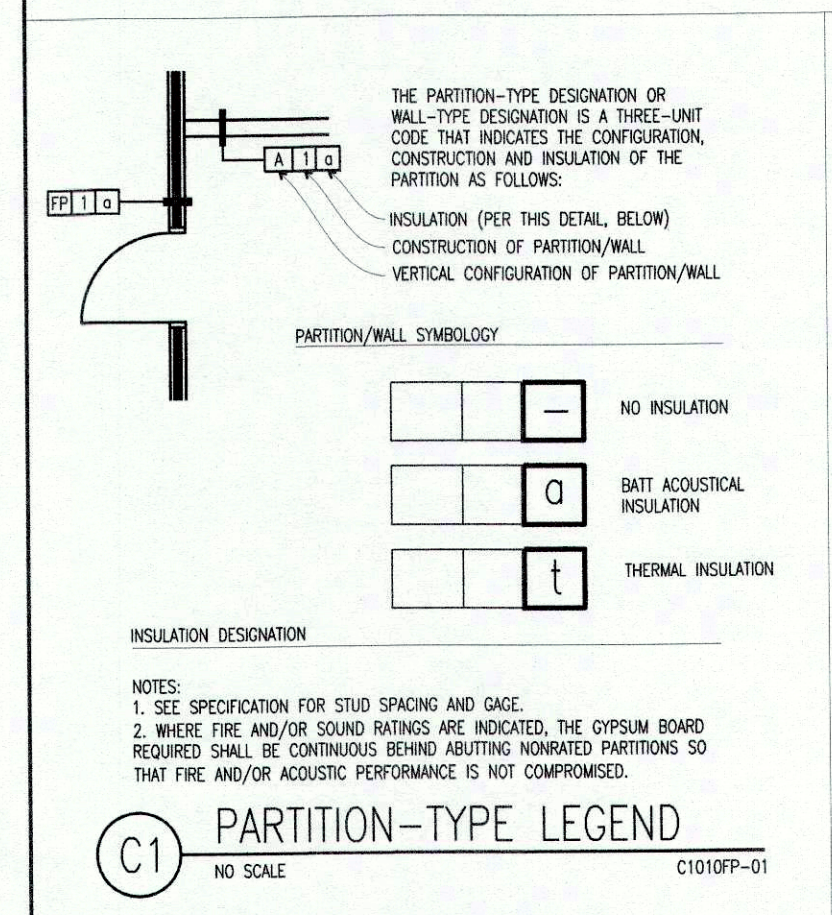 THE PARTITION-TYPE DESIGNATION OR
WALL-TYPE DESIGNATION IS A THREE-UNIT
CODE THAT INDICATES THE CONFIGURATION,
CONSTRUCTION AND INSULATION OF THE
PARTITION AS FOLLOWS:
A 1 a
FP 1 a
INSULATION (PER THIS DETAIL, BELOW)
CONSTRUCTION OF PARTITION/WALL
VERTICAL CONFIGURATION OF PARTITION/WALL
PARTITION/WALL SYMBOLOGY
– NO INSULATION
a BATT ACOUSTICAL
INSULATION
t THERMAL INSULATION
INSULATION DESIGNATION
NOTES:
1. SEE SPECIFICATION FOR STUD SPACING AND GAGE.
2. WHERE FIRE AND/OR SOUND RATINGS ARE INDICATED, THE GYPSUM BOARD
REQUIRED SHALL BE CONTINUOUS BEHIND ABUTTING NONRATED PARTITIONS SO
THAT FIRE AND/OR ACOUSTIC PERFORMANCE IS NOT COMPROMISED.
C1 PARTITION-TYPE LEGEND
NO SCALE
C1010FP-01